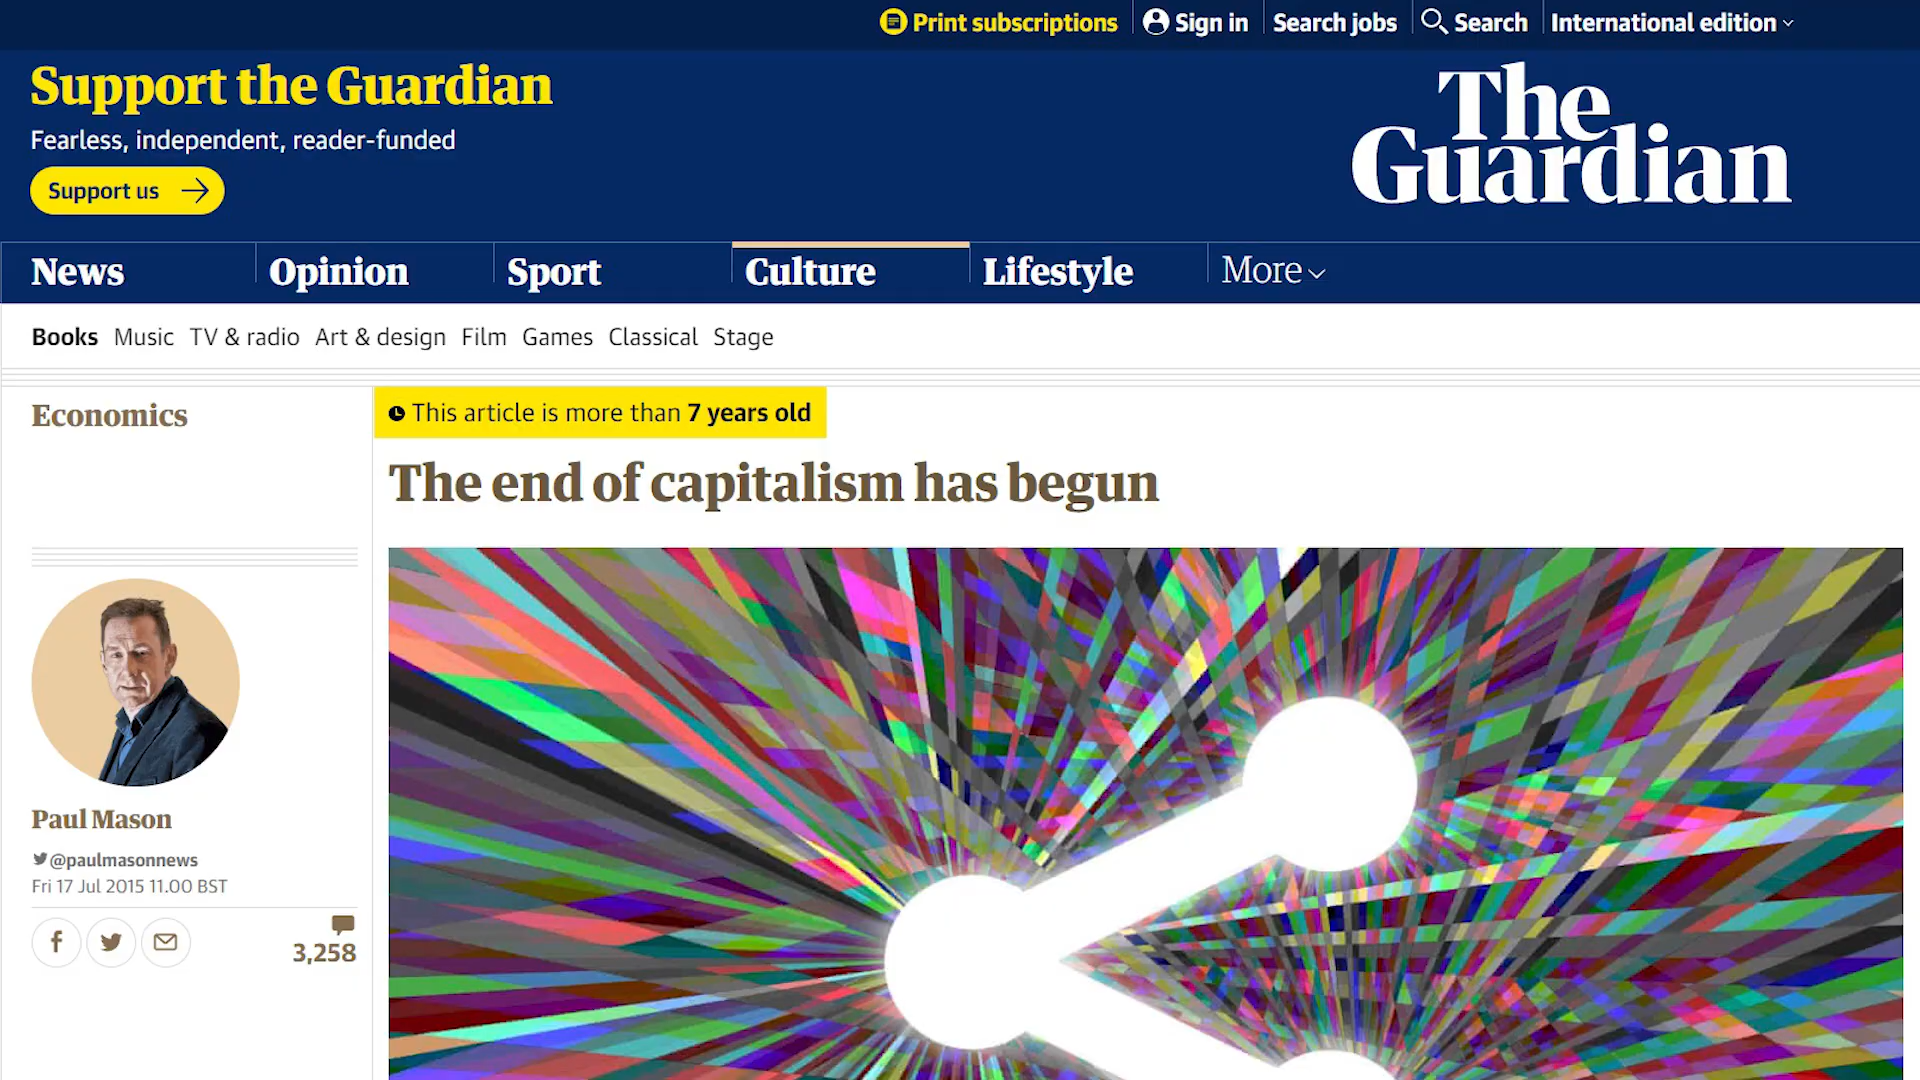 Print subscriptions
Sign in
Search jobs
Search
International edition
Support the Guardian
Fearless, independent, reader-funded
Support us
The
Guardian
News
Opinion
Sport
Culture
Lifestyle
More
Books
Music
TV & radio
Art & design
Film
Games
Classical
Stage
Economics
This article is more than 7 years old
The end of capitalism has begun
Paul Mason
@paulmasonnews
Fri 17 Jul 2015 11.00 BST
3,258